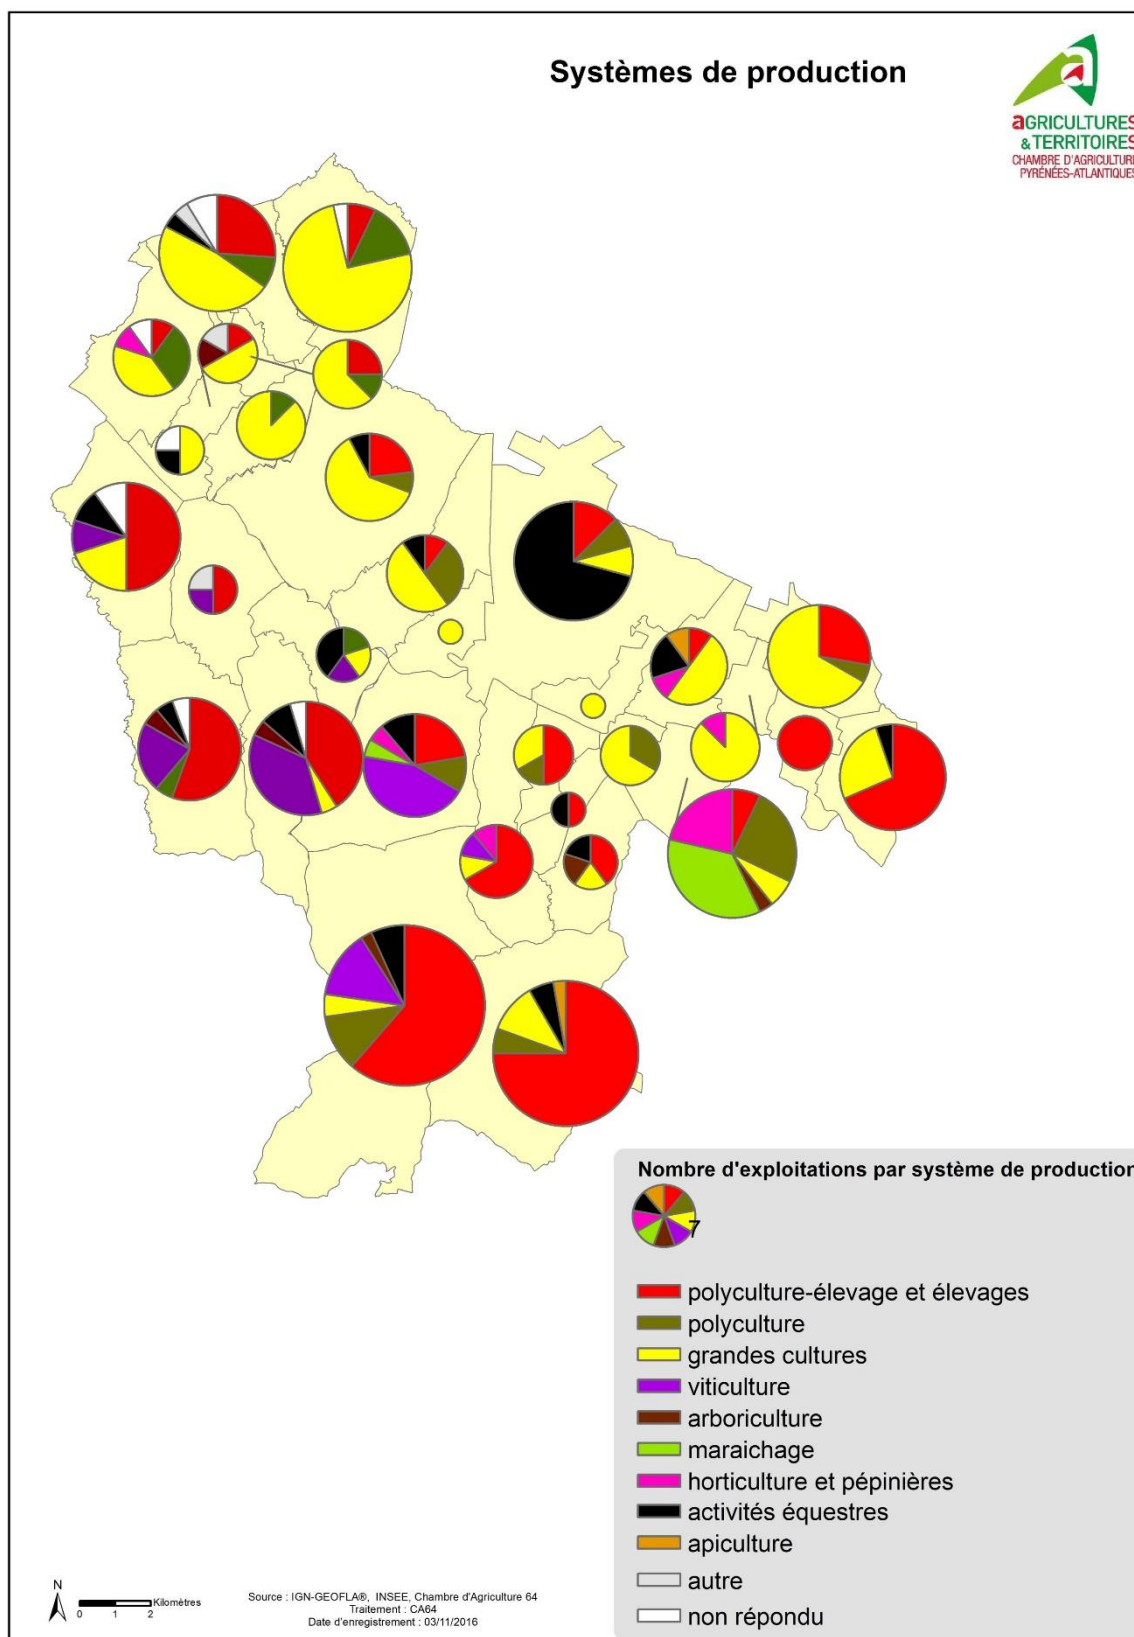 Systèmes de production
aGRICULTURES
& TERRITOIRES
CHAMBRE D'AGRICULTURE
PYRÉNÉES-ATLANTIQUES
Nombre d'exploitations par système de production
7
polyculture-élevage et élevages
polyculture
grandes cultures
viticulture
arboriculture
maraichage
horticulture et pépinières
activités équestres
apiculture
autre
non répondu
N
Kilomètres
0 1 2
Source : IGN-GEOFLA®, INSEE, Chambre d'Agriculture 64
Traitement : CA64
Date d'enregistrement : 03/11/2016